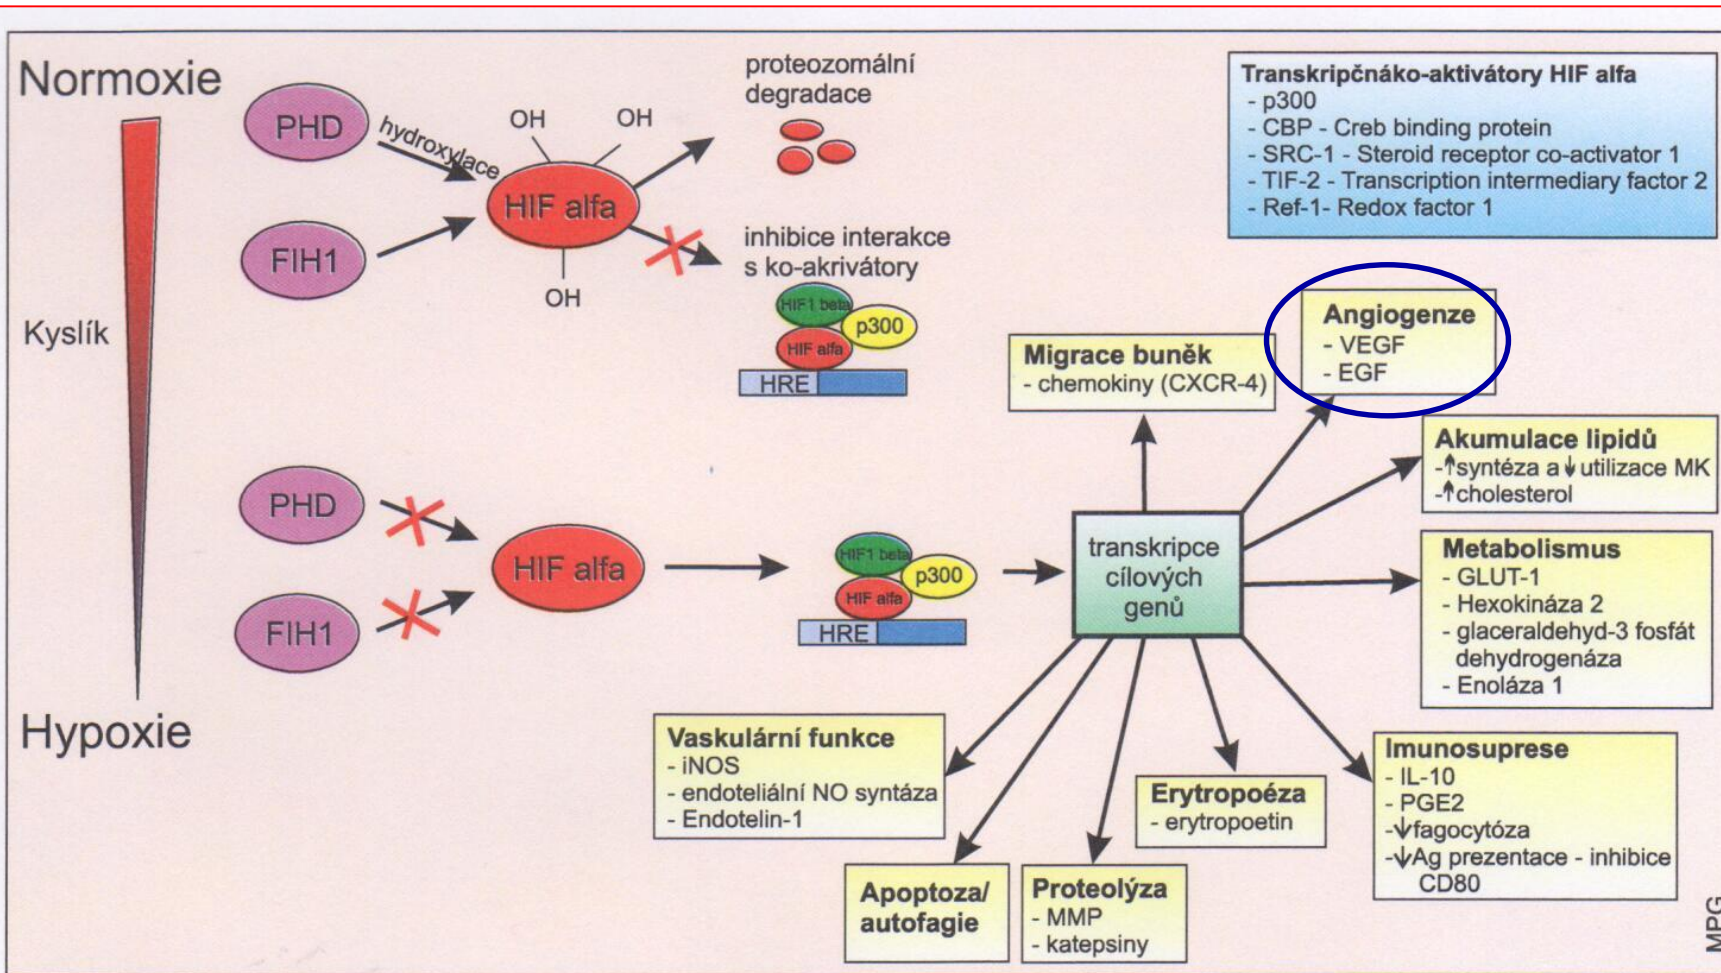 Normoxie
PHD
hydroxylace
OH
OH
HIF alfa
OH
FIH1
Kyslík
proteozomální
degradace
inhibice interakce
s ko-akrivátory
HIF1 beta
p300
HIF alfa
HRE
Transkripčnáko-aktivátory HIF alfa
- p300
- CBP - Creb binding protein
- SRC-1 - Steroid receptor co-activator 1
- TIF-2 - Transcription intermediary factor 2
- Ref-1- Redox factor 1
Migrace buněk
- chemokiny (CXCR-4)
Angiogenze
- VEGF
- EGF
Akumulace lipidů
-↑syntéza a ↓ utilizace MK
-↑cholesterol
PHD
FIH1
HIF alfa
HIF1 beta
p300
HIF alfa
HRE
transkripce
cílových
genů
Metabolismus
- GLUT-1
- Hexokináza 2
- glaceraldehyd-3 fosfát
dehydrogenáza
- Enoláza 1
Hypoxie
Vaskulární funkce
- iNOS
- endoteliální NO syntáza
- Endotelin-1
Apoptoza/
autofagie
Proteolýza
- MMP
- katepsiny
Erytropoéza
- erytropoetin
Imunosuprese
- IL-10
- PGE2
-↓fagocytóza
-↓Ag prezentace - inhibice
CD80
MPG